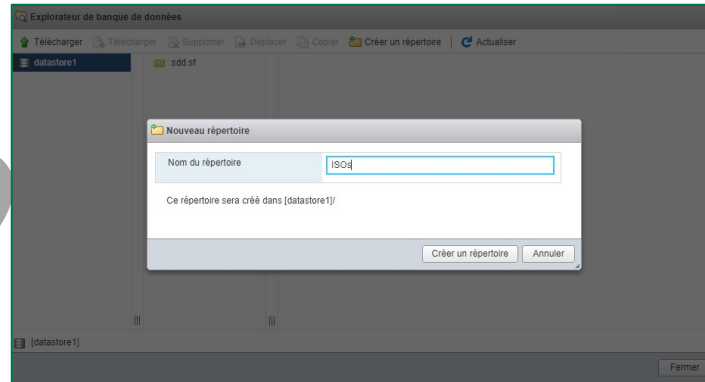 Explorateur de banque de données
Télécharger Télécharger Supprimer Déplacer Copier Créer un répertoire Actualiser
datastore1 .sdd.sf
Nouveau répertoire
Nom du répertoire ISOs
Ce répertoire sera créé dans [datastore1]/
Créer un répertoire Annuler
[datastore1]
Fermer